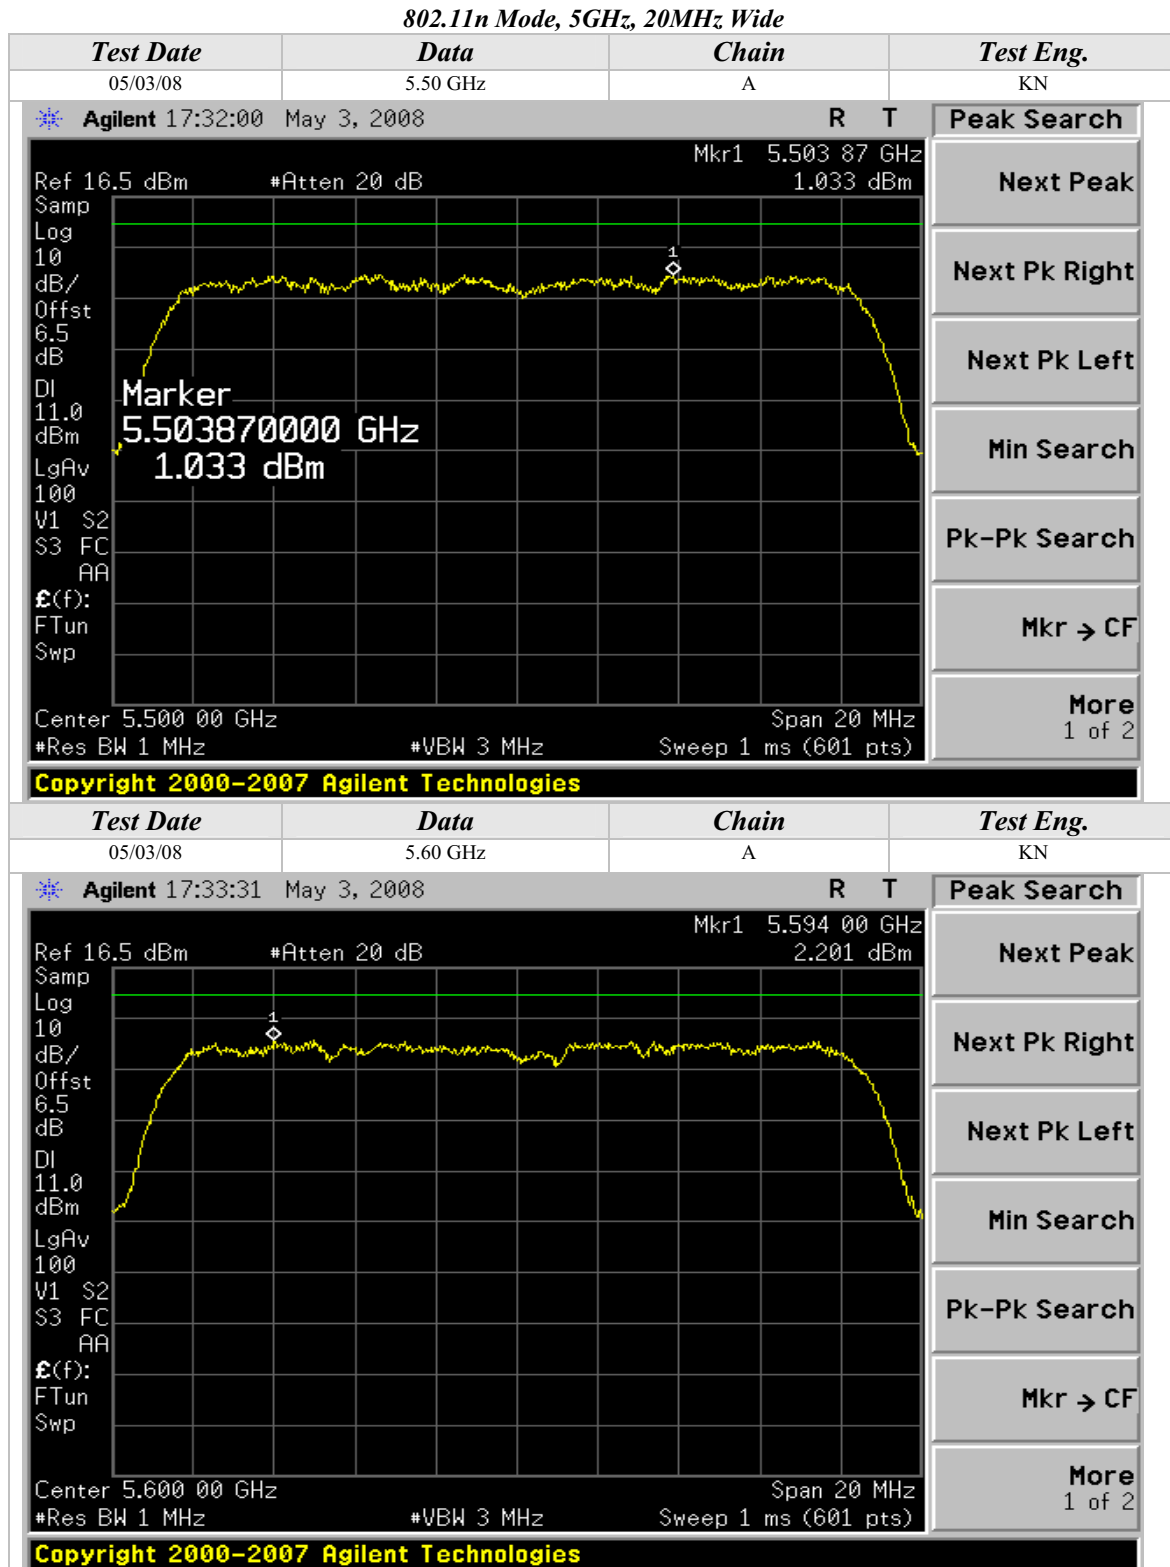 802.11n Mode, 5GHz, 20MHz Wide
Test Date Data Chain Test Eng.
05/03/08 5.50 GHz A KN
Agilent 17:32:00 May 3, 2008 R T Peak Search
Mkr1 5.503 87 GHz
Ref 16.5 dBm #Atten 20 dB 1.033 dBm
Next Peak
Samp
Log
10
dB/
Offst
6.5
dB
DI
11.0
dBm
LgAv
100
V1 S2
S3 FC
AA
£(f):
FTun
Swp
1
Marker
5.503870000 GHz
1.033 dBm
Next Pk Right
Next Pk Left
Min Search
Pk-Pk Search
Mkr → CF
More
1 of 2
Center 5.500 00 GHz Span 20 MHz
#Res BW 1 MHz #VBW 3 MHz Sweep 1 ms (601 pts)
Copyright 2000-2007 Agilent Technologies
Test Date Data Chain Test Eng.
05/03/08 5.60 GHz A KN
Agilent 17:33:31 May 3, 2008 R T Peak Search
Mkr1 5.594 00 GHz
Ref 16.5 dBm #Atten 20 dB 2.201 dBm
Next Peak
Samp
Log
10
dB/
Offst
6.5
dB
DI
11.0
dBm
LgAv
100
V1 S2
S3 FC
AA
£(f):
FTun
Swp
1
Next Pk Right
Next Pk Left
Min Search
Pk-Pk Search
Mkr → CF
More
1 of 2
Center 5.600 00 GHz Span 20 MHz
#Res BW 1 MHz #VBW 3 MHz Sweep 1 ms (601 pts)
Copyright 2000-2007 Agilent Technologies